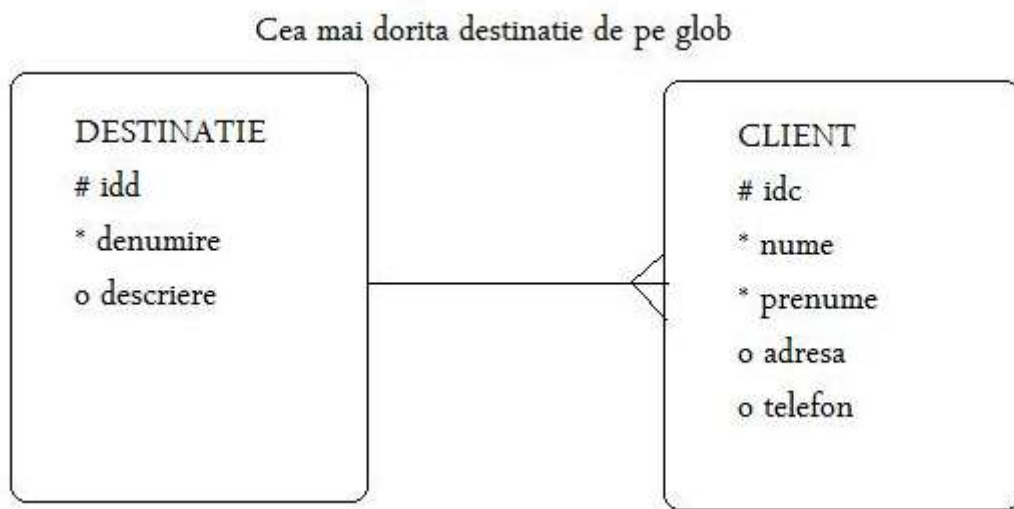 Cea mai dorita destinatie de pe glob
DESTINATIE
# idd
* denumire
o descriere
CLIENT
# idc
* nume
* prenume
o adresa
o telefon